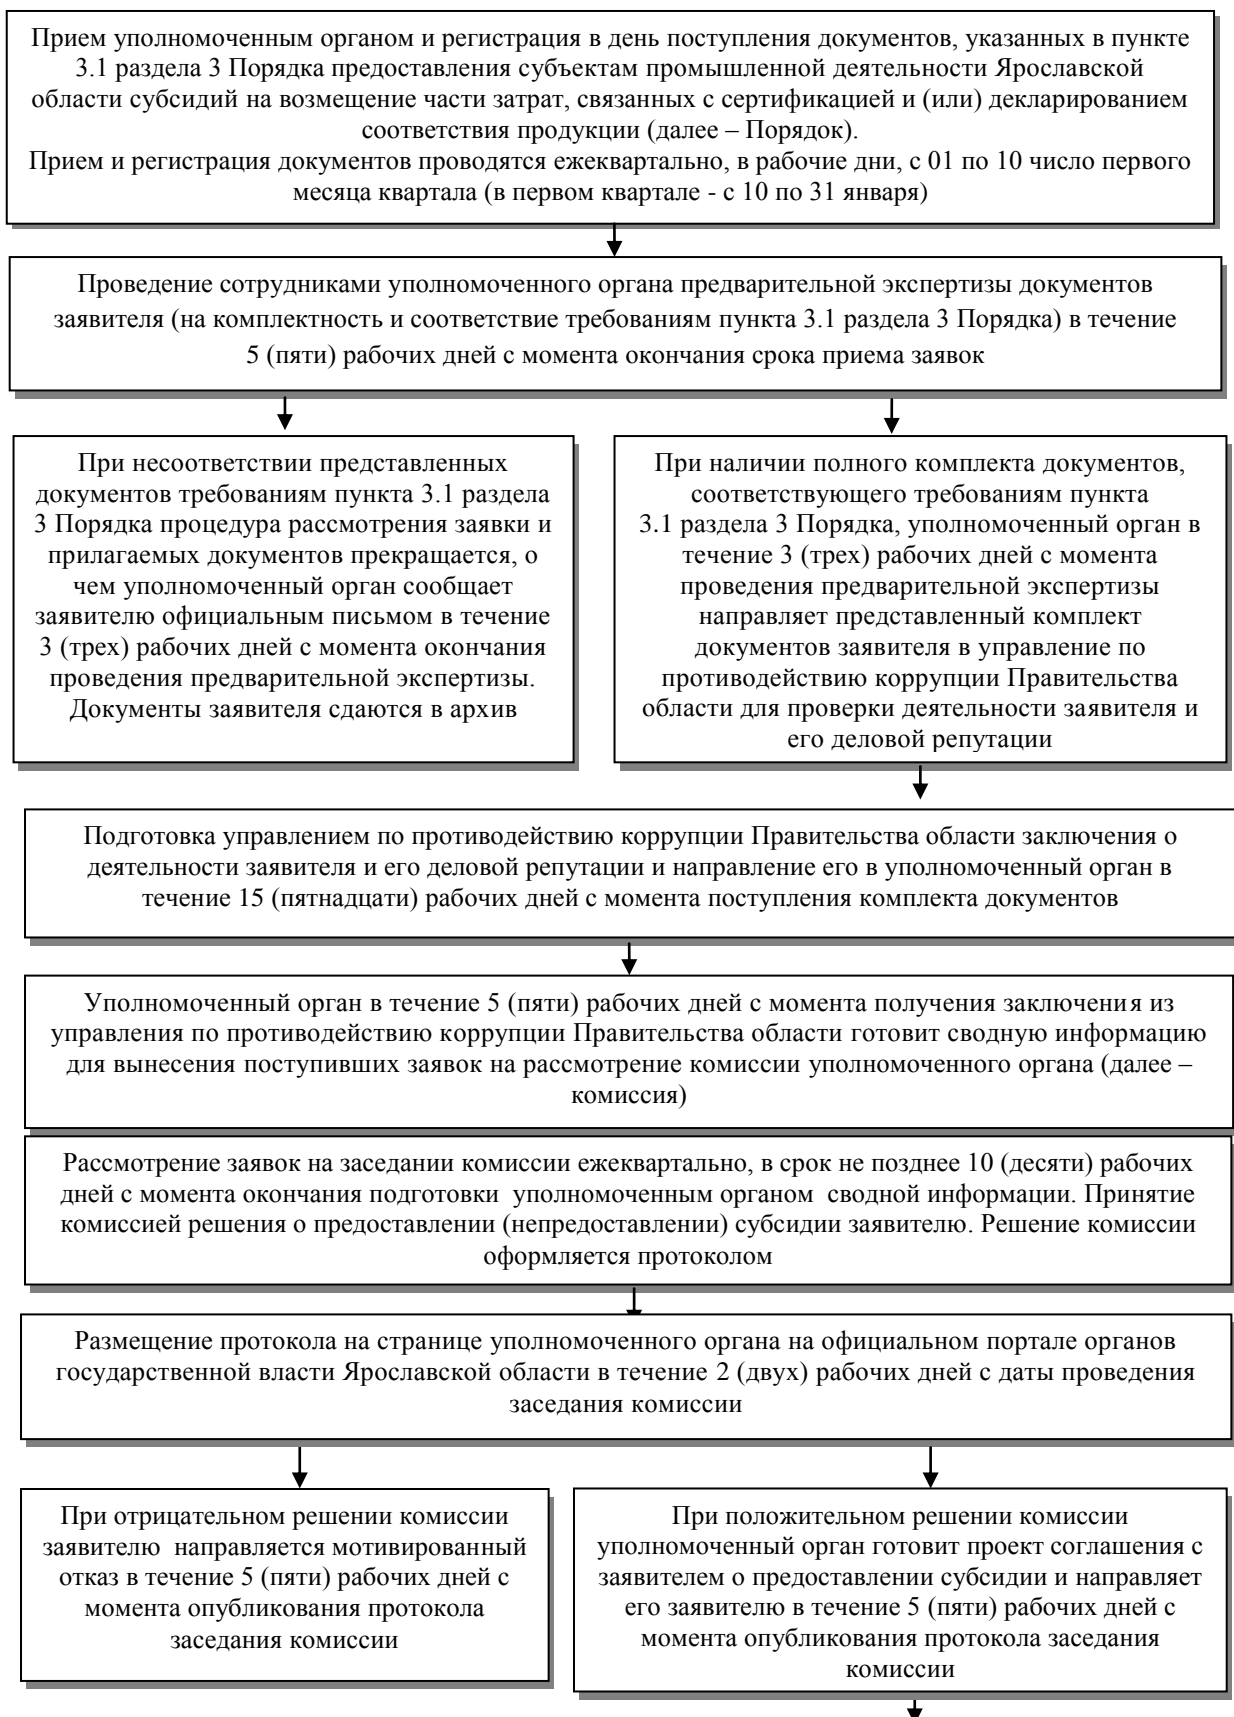 Прием уполномоченным органом и регистрация в день поступления документов, указанных в пункте
3.1 раздела 3 Порядка предоставления субъектам промышленной деятельности Ярославской
области субсидий на возмещение части затрат, связанных с сертификацией и (или) декларированием
соответствия продукции (далее – Порядок).
Прием и регистрация документов проводятся ежеквартально, в рабочие дни, с 01 по 10 число первого
месяца квартала (в первом квартале - с 10 по 31 января)
Проведение сотрудниками уполномоченного органа предварительной экспертизы документов
заявителя (на комплектность и соответствие требованиям пункта 3.1 раздела 3 Порядка) в течение
5 (пяти) рабочих дней с момента окончания срока приема заявок
При несоответствии представленных
документов требованиям пункта 3.1 раздела
3 Порядка процедура рассмотрения заявки и
прилагаемых документов прекращается, о
чем уполномоченный орган сообщает
заявителю официальным письмом в течение
3 (трех) рабочих дней с момента окончания
проведения предварительной экспертизы.
Документы заявителя сдаются в архив
При наличии полного комплекта документов,
соответствующего требованиям пункта
3.1 раздела 3 Порядка, уполномоченный орган в
течение 3 (трех) рабочих дней с момента
проведения предварительной экспертизы
направляет представленный комплект
документов заявителя в управление по
противодействию коррупции Правительства
области для проверки деятельности заявителя и
его деловой репутации
Подготовка управлением по противодействию коррупции Правительства области заключения о
деятельности заявителя и его деловой репутации и направление его в уполномоченный орган в
течение 15 (пятнадцати) рабочих дней с момента поступления комплекта документов
Уполномоченный орган в течение 5 (пяти) рабочих дней с момента получения заключения из
управления по противодействию коррупции Правительства области готовит сводную информацию
для вынесения поступивших заявок на рассмотрение комиссии уполномоченного органа (далее –
комиссия)
Рассмотрение заявок на заседании комиссии ежеквартально, в срок не позднее 10 (десяти) рабочих
дней с момента окончания подготовки уполномоченным органом сводной информации. Принятие
комиссией решения о предоставлении (непредоставлении) субсидии заявителю. Решение комиссии
оформляется протоколом
Размещение протокола на странице уполномоченного органа на официальном портале органов
государственной власти Ярославской области в течение 2 (двух) рабочих дней с даты проведения
заседания комиссии
При отрицательном решении комиссии
заявителю направляется мотивированный
отказ в течение 5 (пяти) рабочих дней с
момента опубликования протокола
заседания комиссии
При положительном решении комиссии
уполномоченный орган готовит проект соглашения с
заявителем о предоставлении субсидии и направляет
его заявителю в течение 5 (пяти) рабочих дней с
момента опубликования протокола заседания
комиссии